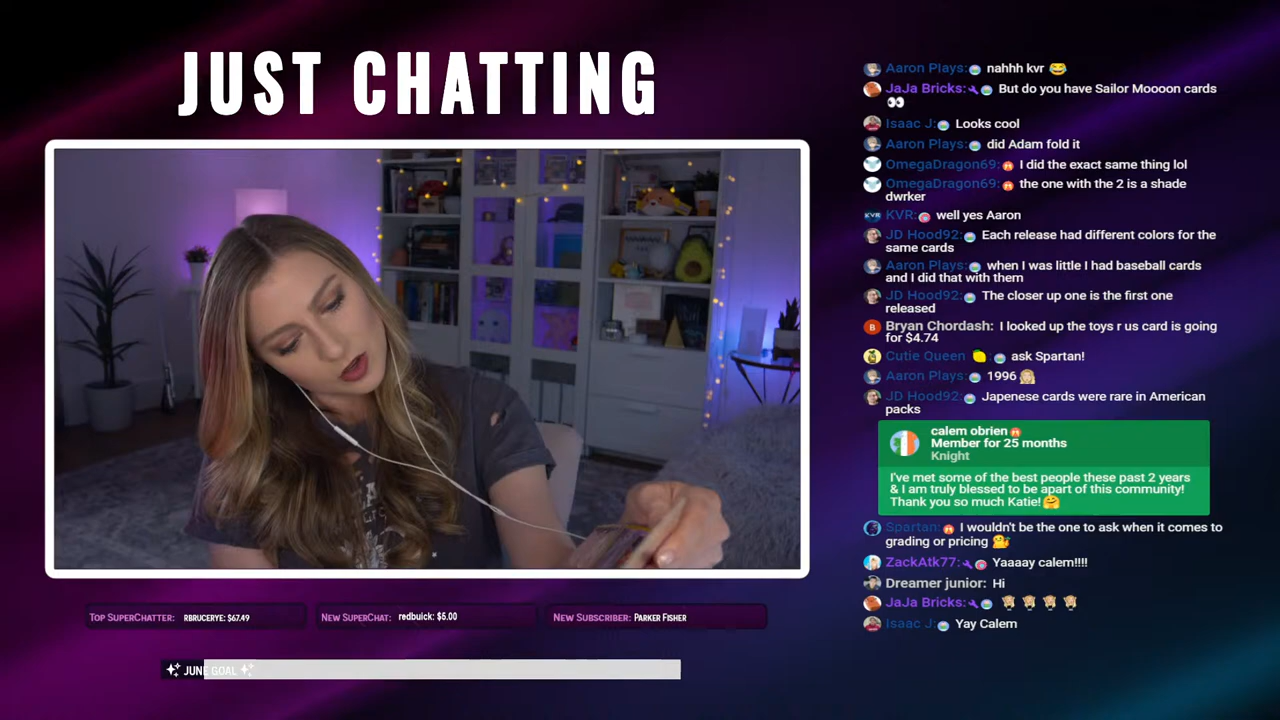 JUST CHATTING
Aaron Plays: nahhh kvr 😂
JaJa Bricks: But do you have Sailor Moooon cards
👀
Isaac J: Looks cool
Aaron Plays: did Adam fold it
OmegaDragon69: I did the exact same thing lol
OmegaDragon69: the one with the 2 is a shade
dwrker
KVR: well yes Aaron
JD Hood92: Each release had different colors for the
same cards
Aaron Plays: when I was little I had baseball cards
and I did that with them
JD Hood92: The closer up one is the first one
released
B Bryan Chordash: I looked up the toys r us card is going
for $4.74
Cutie Queen 🍋: ask Spartan!
Aaron Plays: 1996
JD Hood92: Japenese cards were rare in American
packs
calem obrien
Member for 25 months
Knight
I've met some of the best people these past 2 years
& I am truly blessed to be apart of this community!
Thank you so much Katie!🤗
Spartan: I wouldn't be the one to ask when it comes to
grading or pricing
ZackAtk77: Yaaaay calem!!!!
Dreamer junior: Hi
JaJa Bricks:
Isaac J: Yay Calem
TOP SUPERCHATTER: RBRUCERYE: $67.49
NEW SUPERCHAT: redbuick: $5.00
NEW SUBSCRIBER: PARKER FISHER
✨ JUNE GOAL ✨